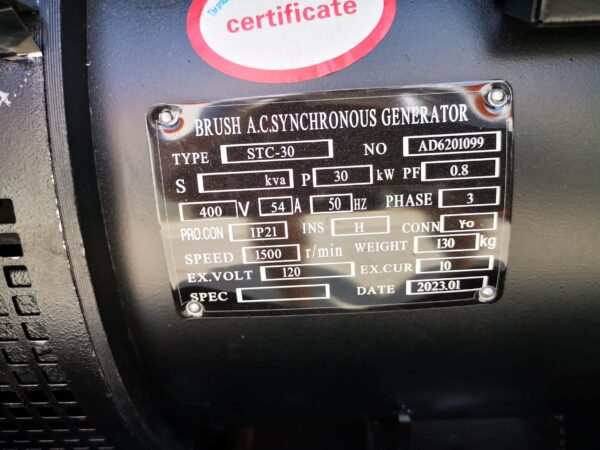 certificate
BRUSH A.C.SYNCHRONOUS GENERATOR
TYPE STC-30 NO AD6201099
S kva P 30 kW PF 0.8
400 V 54 A 50 HZ PHASE 3
PRO.CON IP21 INS H CONN Yo
SPEED 1500 r/min WEIGHT 130 kg
EX.VOLT 120 EX.CUR 10
SPEC DATE 2023.01